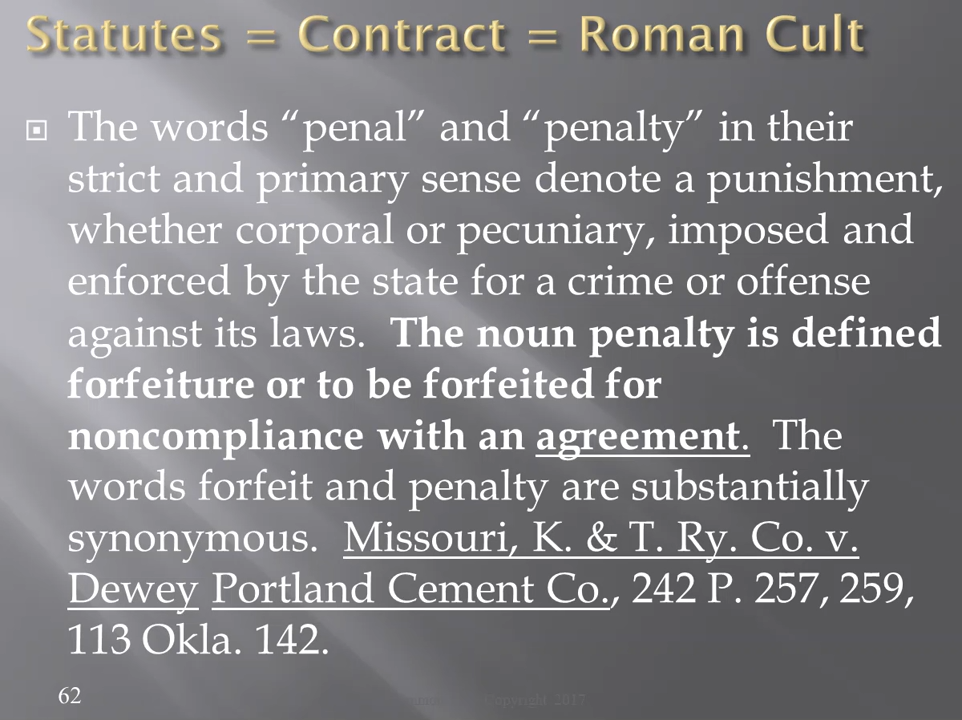 Statutes = Contract = Roman Cult
The words “penal” and “penalty” in their
strict and primary sense denote a punishment,
whether corporal or pecuniary, imposed and
enforced by the state for a crime or offense
against its laws. The noun penalty is defined
forfeiture or to be forfeited for
noncompliance with an agreement. The
words forfeit and penalty are substantially
synonymous. Missouri, K. & T. Ry. Co. v.
Dewey Portland Cement Co., 242 P. 257, 259,
113 Okla. 142.
62
Copyright 2017